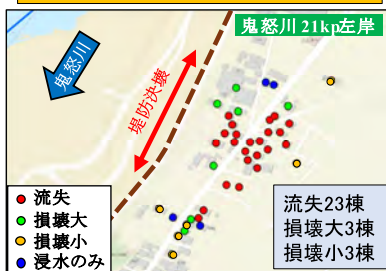 鬼怒川 21kp左岸
鬼怒川
堤防決壊
流失
損壊大
損壊小
浸水のみ
流失23棟
損壊大3棟
損壊小3棟